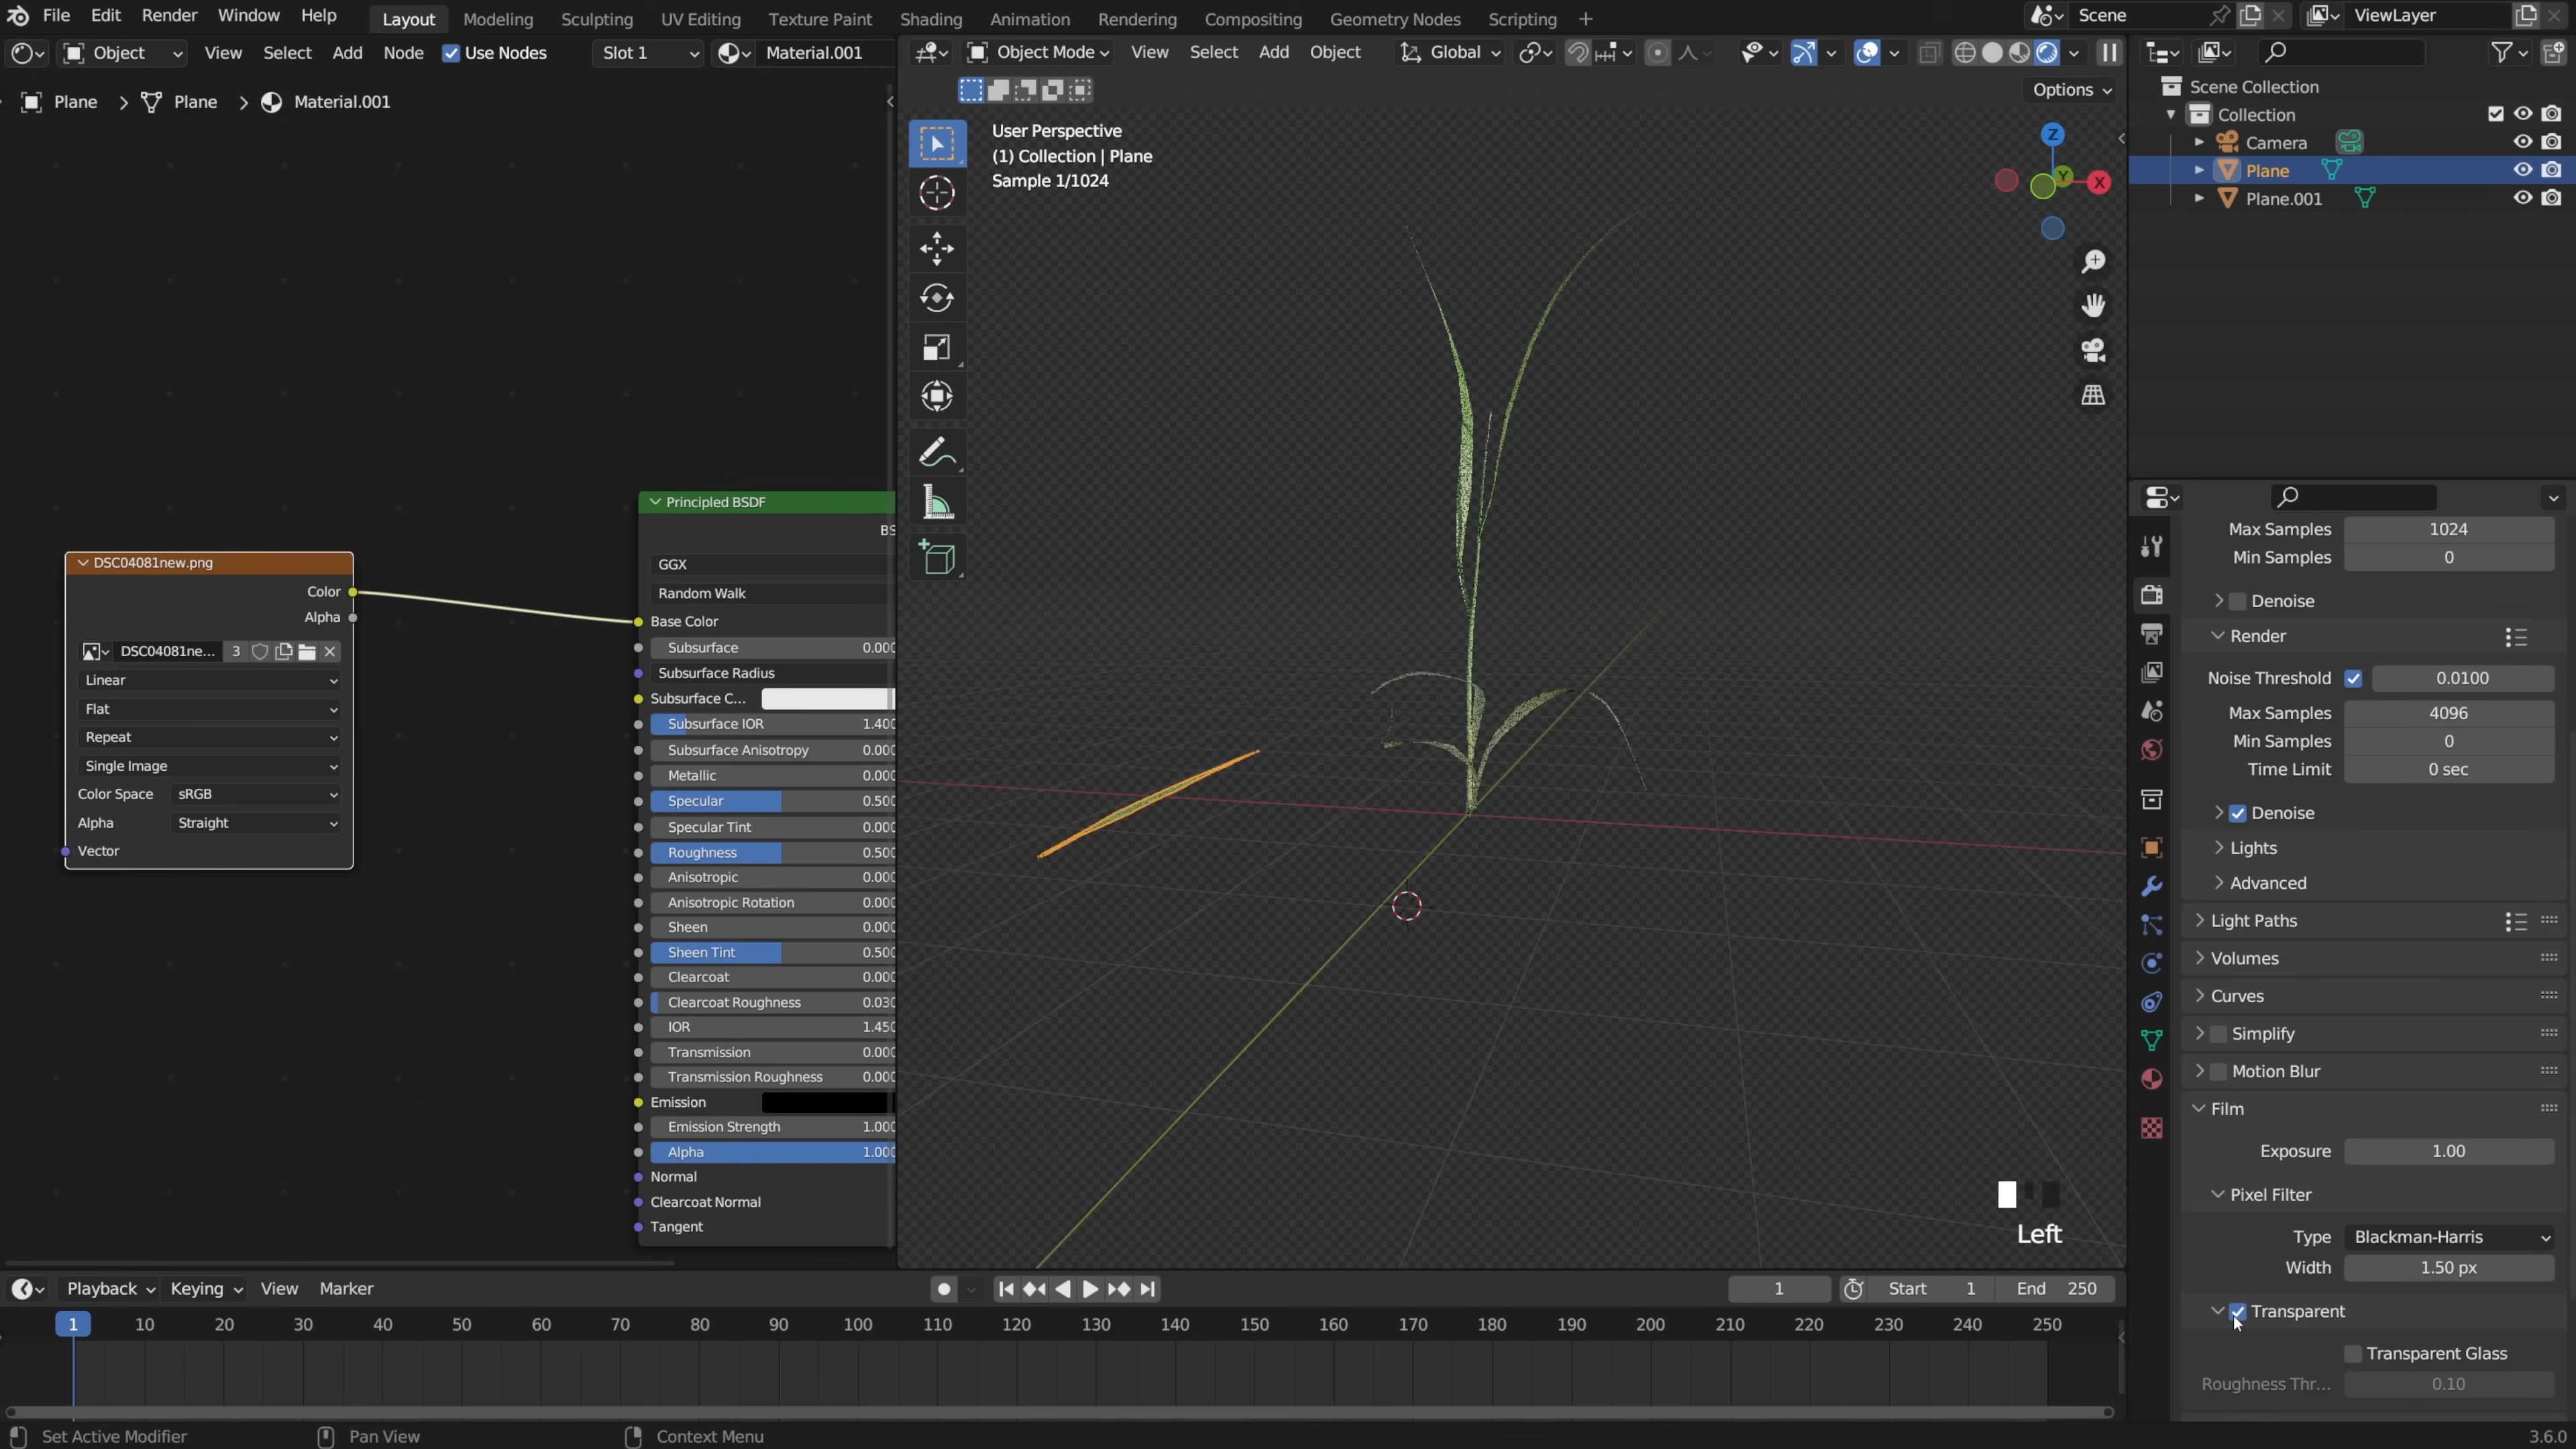 File Edit Render Window Help Layout Modeling Sculpting UV Editing Texture Paint Shading Animation Rendering Compositing Geometry Nodes Scripting + Scene ViewLayer
Object View Select Add Node Use Nodes Slot 1 Material.001
Object Mode View Select Add Object Global
Options
Plane > Plane > Material.001
User Perspective
(1) Collection | Plane
Sample 1/1024
Z
Y
X
Scene Collection
Collection
Camera
Plane
Plane.001
DSC04081new.png
Color
Alpha
DSC04081ne... 3
Linear
Flat
Repeat
Single Image
Color Space sRGB
Alpha Straight
Vector
Principled BSDF
BS
GGX
Random Walk
Base Color
Subsurface 0.000
Subsurface Radius
Subsurface C...
Subsurface IOR 1.400
Subsurface Anisotropy 0.000
Metallic 0.000
Specular 0.500
Specular Tint 0.000
Roughness 0.500
Anisotropic 0.000
Anisotropic Rotation 0.000
Sheen 0.000
Sheen Tint 0.500
Clearcoat 0.000
Clearcoat Roughness 0.030
IOR 1.450
Transmission 0.000
Transmission Roughness 0.000
Emission
Emission Strength 1.000
Alpha 1.000
Normal
Clearcoat Normal
Tangent
Left
Max Samples 1024
Min Samples 0
Denoise
Render
Noise Threshold 0.0100
Max Samples 4096
Min Samples 0
Time Limit 0 sec
Denoise
Lights
Advanced
Light Paths
Volumes
Curves
Simplify
Motion Blur
Film
Exposure 1.00
Pixel Filter
Type Blackman-Harris
Width 1.50 px
Transparent
Transparent Glass
Roughness Thr... 0.10
Playback Keying View Marker 1 Start 1 End 250
1 10 20 30 40 50 60 70 80 90 100 110 120 130 140 150 160 170 180 190 200 210 220 230 240 250
Set Active Modifier Pan View Context Menu 3.6.0